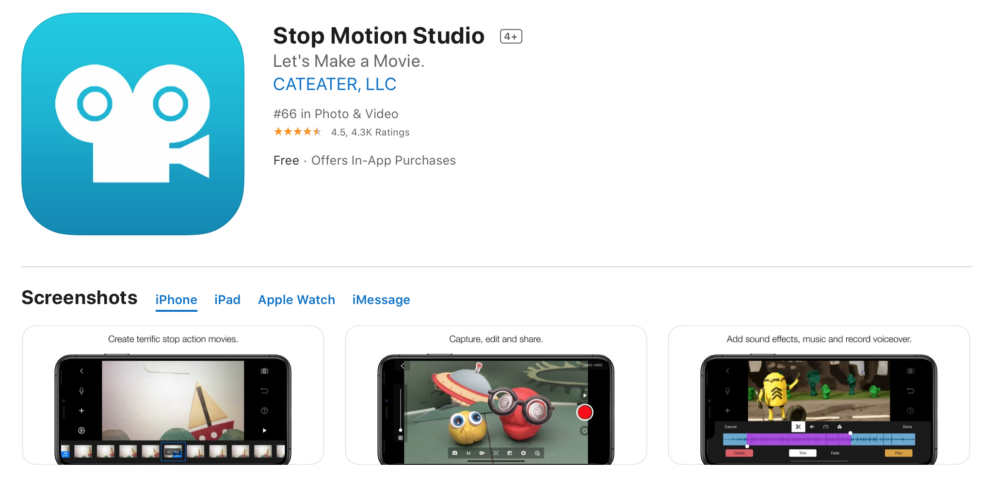 Stop Motion Studio 4+
Let's Make a Movie.
CATEATER, LLC
#66 in Photo & Video
4.5, 4.3K Ratings
Free · Offers In-App Purchases
Screenshots iPhone iPad Apple Watch iMessage
Create terrific stop action movies.
22 / 160
Capture, edit and share.
0002 / 0002
M
AW
Add sound effects, music and record voiceover.
Cancel Done
Delete Trim Fade Play